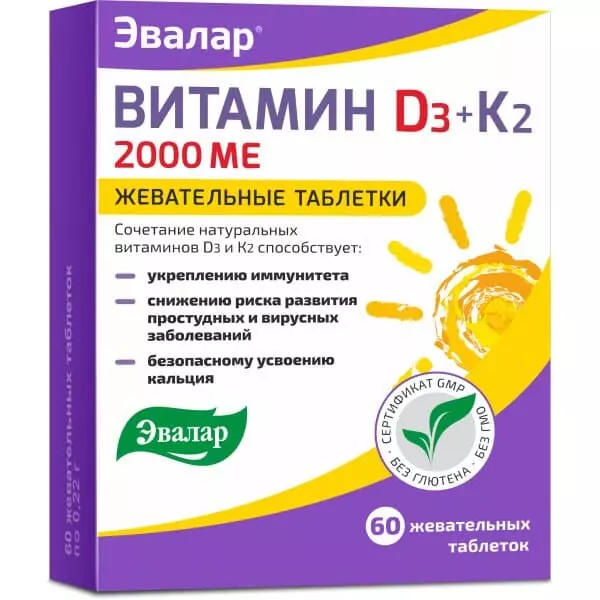 Эвалар®
ВИТАМИН D3+K2
2000 МЕ
ЖЕВАТЕЛЬНЫЕ ТАБЛЕТКИ
Сочетание натуральных
витаминов D3 и K2 способствует:
укреплению иммунитета
снижению риска развития
простудных и вирусных
заболеваний
безопасному усвоению
кальция
Эвалар
СЕРТИФИКАТ GMP
БЕЗ ГЛЮТЕНА • БЕЗ ГМО
60 жевательных
таблеток
60 жевательных таблеток
по 0,22 г